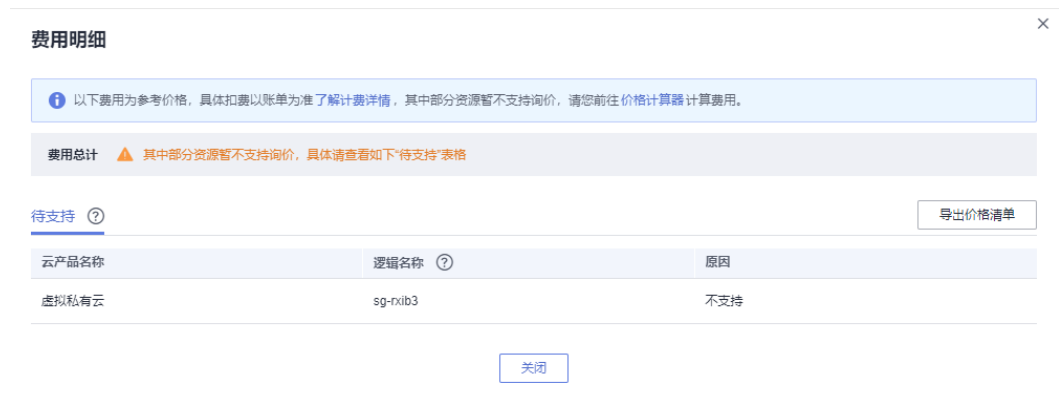 费用明细
以下费用为参考价格，具体扣费以账单为准了解计费详情，其中部分资源暂不支持询价，请您前往价格计算器计算费用。
费用总计 其中部分资源暂不支持询价，具体请查看如下“待支持”表格
待支持
导出价格清单
云产品名称 逻辑名称 原因
虚拟私有云 sg-rxib3 不支持
关闭